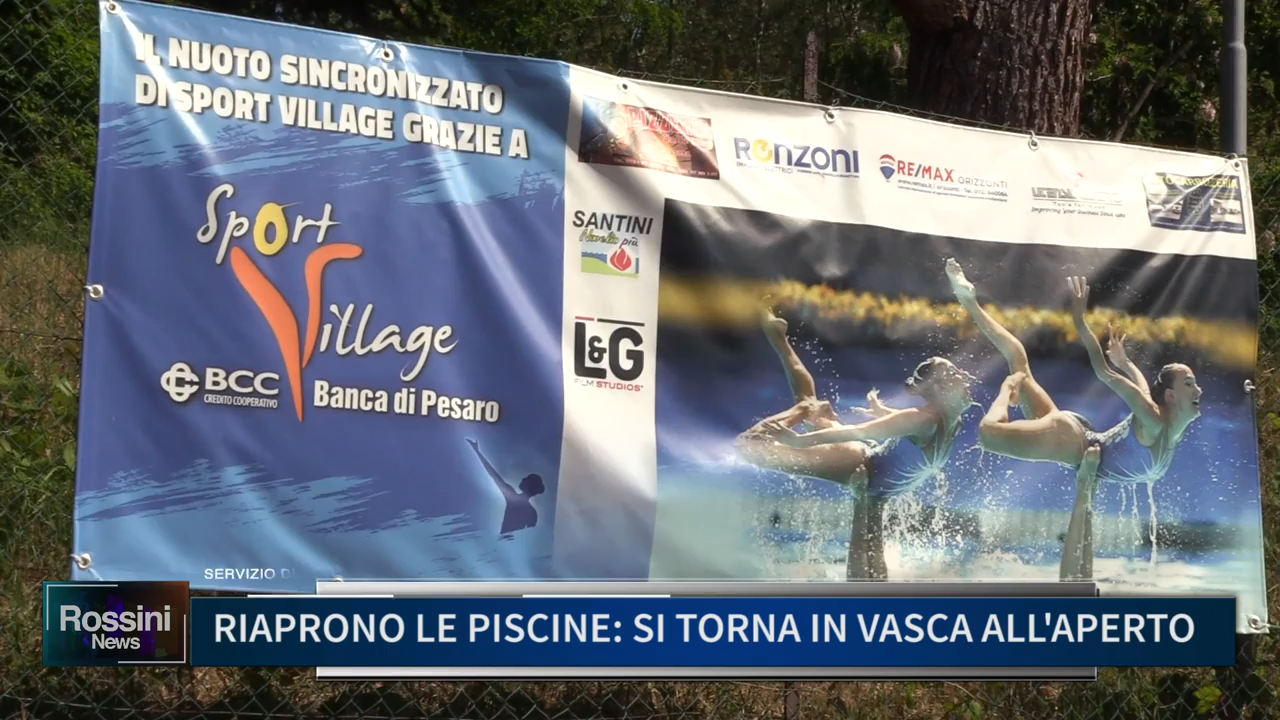 IL NUOTO SINCRONIZZATO
DI SPORT VILLAGE GRAZIE A
Sport
Village
BCC
CREDITO COOPERATIVO
Banca di Pesaro
RONZONI
RE/MAX ORIZZONTI
SANTINI
L&G
FILM STUDIOS
SERVIZIO DI
Rossini
News
RIAPRONO LE PISCINE: SI TORNA IN VASCA ALL'APERTO